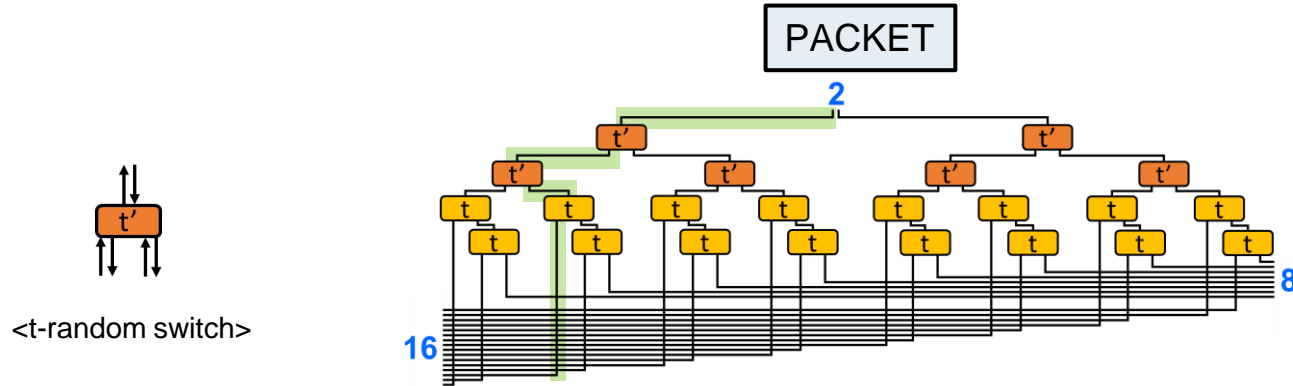 PACKET
2
t’ t’
t’ t’ t’ t’
t t t t t t t t
t’ t t t t t t t t
8
<t-random switch>
16